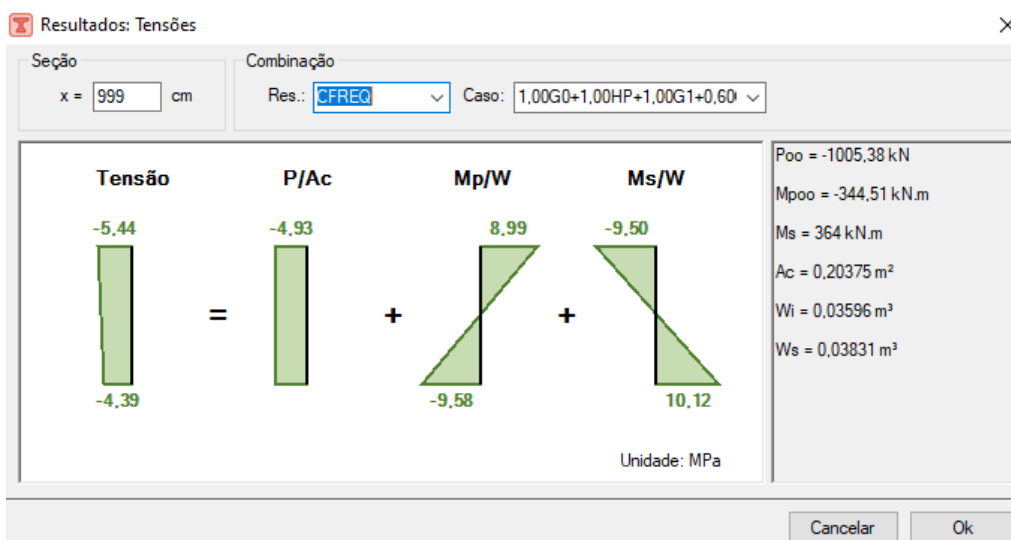 Resultados: Tensões
Seção
x = 999 cm
Combinação
Res.: CFREQ Caso: 1,00G0+1,00HP+1,00G1+0,60
Tensão P/Ac Mp/W Ms/W
-5,44 -4,93 8,99 -9,50
= + +
-4,39 -9,58 10,12
Unidade: MPa
Poo = -1005,38 kN
Mpoo = -344,51 kN.m
Ms = 364 kN.m
Ac = 0,20375 m²
Wi = 0,03596 m³
Ws = 0,03831 m³
Cancelar Ok